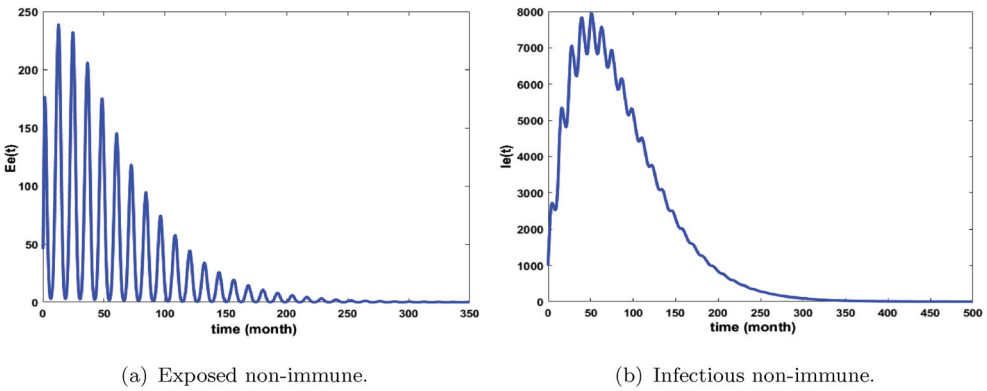 250
200
150
100
50
0
Ee(t)
0 50 100 150 200 250 300 350
time (month)
(a) Exposed non-immune.
8000
7000
6000
5000
4000
3000
2000
1000
0
Ie(t)
0 50 100 150 200 250 300 350 400 450 500
time (month)
(b) Infectious non-immune.